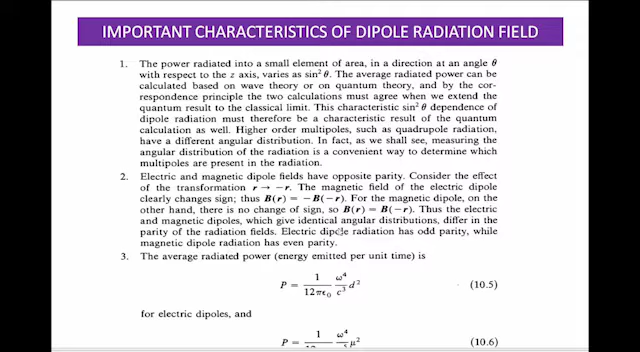 IMPORTANT CHARACTERISTICS OF DIPOLE RADIATION FIELD
1. The power radiated into a small element of area, in a direction at an angle θ
with respect to the z axis, varies as sin² θ. The average radiated power can be
calculated based on wave theory or on quantum theory, and by the cor-
respondence principle the two calculations must agree when we extend the
quantum result to the classical limit. This characteristic sin² θ dependence of
dipole radiation must therefore be a characteristic result of the quantum
calculation as well. Higher order multipoles, such as quadrupole radiation,
have a different angular distribution. In fact, as we shall see, measuring the
angular distribution of the radiation is a convenient way to determine which
multipoles are present in the radiation.
2. Electric and magnetic dipole fields have opposite parity. Consider the effect
of the transformation r → −r. The magnetic field of the electric dipole
clearly changes sign; thus B(r) = −B(−r). For the magnetic dipole, on the
other hand, there is no change of sign, so B(r) = B(−r). Thus the electric
and magnetic dipoles, which give identical angular distributions, differ in the
parity of the radiation fields. Electric dipole radiation has odd parity, while
magnetic dipole radiation has even parity.
3. The average radiated power (energy emitted per unit time) is
P = 1/12πϵ₀ ω⁴/c³ d² (10.5)
for electric dipoles, and
P = 1 ω⁴ μ² (10.6)